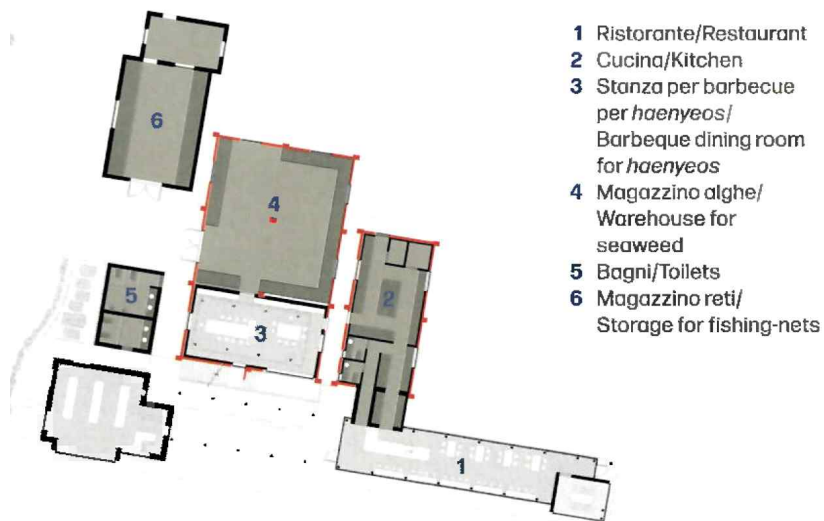 1 Ristorante/Restaurant
2 Cucina/Kitchen
3 Stanza per barbecue
per haenyeos/
Barbeque dining room
for haenyeos
4 Magazzino alghe/
Warehouse for
seaweed
5 Bagni/Toilets
6 Magazzino reti/
Storage for fishing-nets
6
4
2
5
3
1